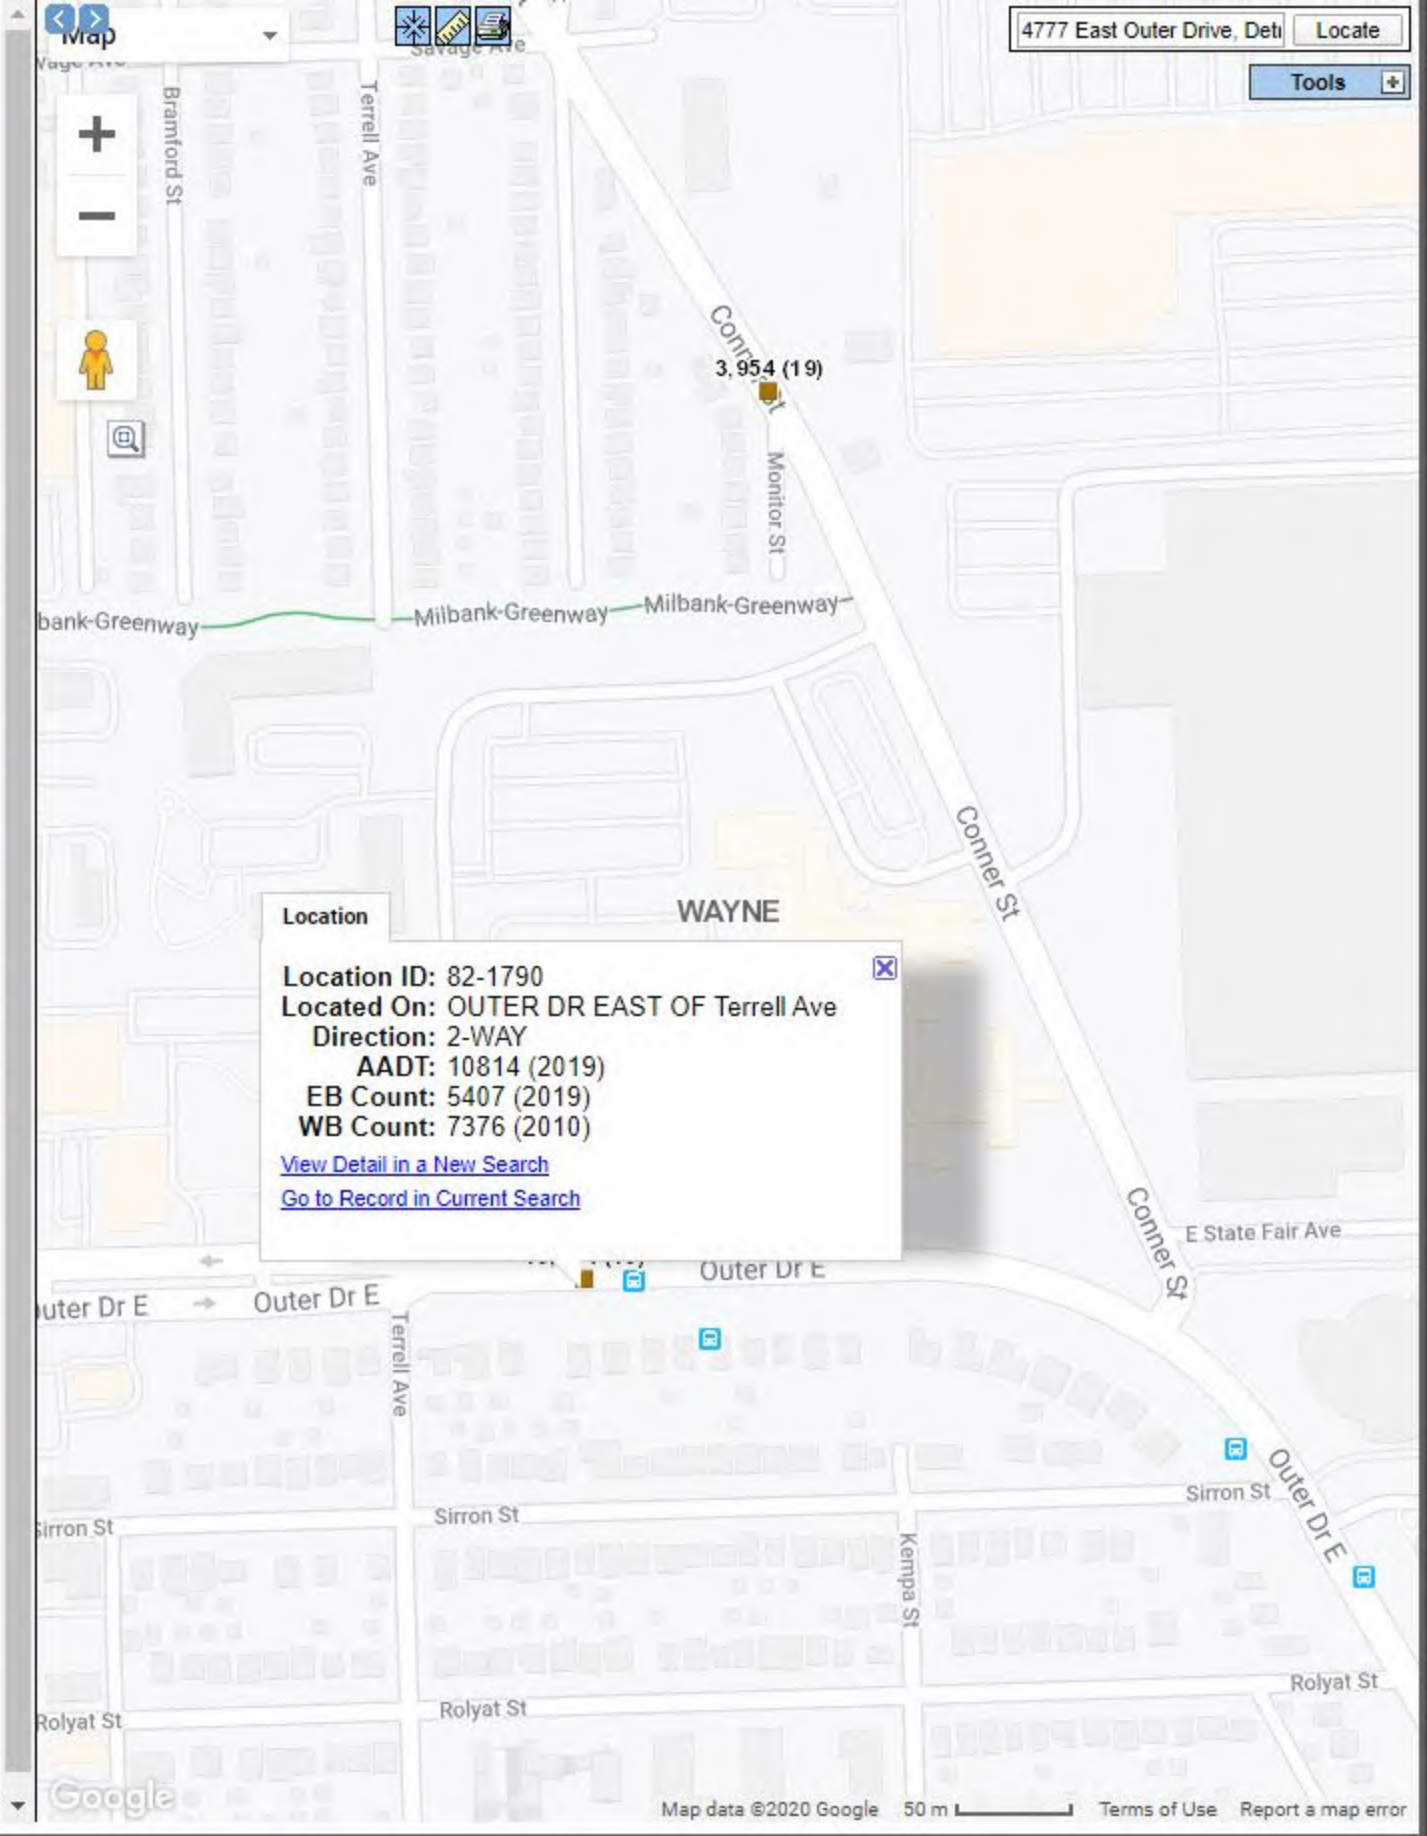 Map
Savage Ave
4777 East Outer Drive, Det
Locate
Tools
vage Ave
Bramford St
Terrell Ave
Conner St
3,954 (19)
Monitor St
bank-Greenway
Milbank-Greenway
Milbank-Greenway
Conner St
WAYNE
Location
Location ID: 82-1790
Located On: OUTER DR EAST OF Terrell Ave
Direction: 2-WAY
AADT: 10814 (2019)
EB Count: 5407 (2019)
WB Count: 7376 (2010)
View Detail in a New Search
Go to Record in Current Search
Conner St
E State Fair Ave
Outer Dr E
uter Dr E
Outer Dr E
Terrell Ave
Outer Dr E
Sirron St
Sirron St
Sirron St
Kempa St
Rolyat St
Rolyat St
Rolyat St
Google
Map data ©2020 Google
50 m
Terms of Use
Report a map error